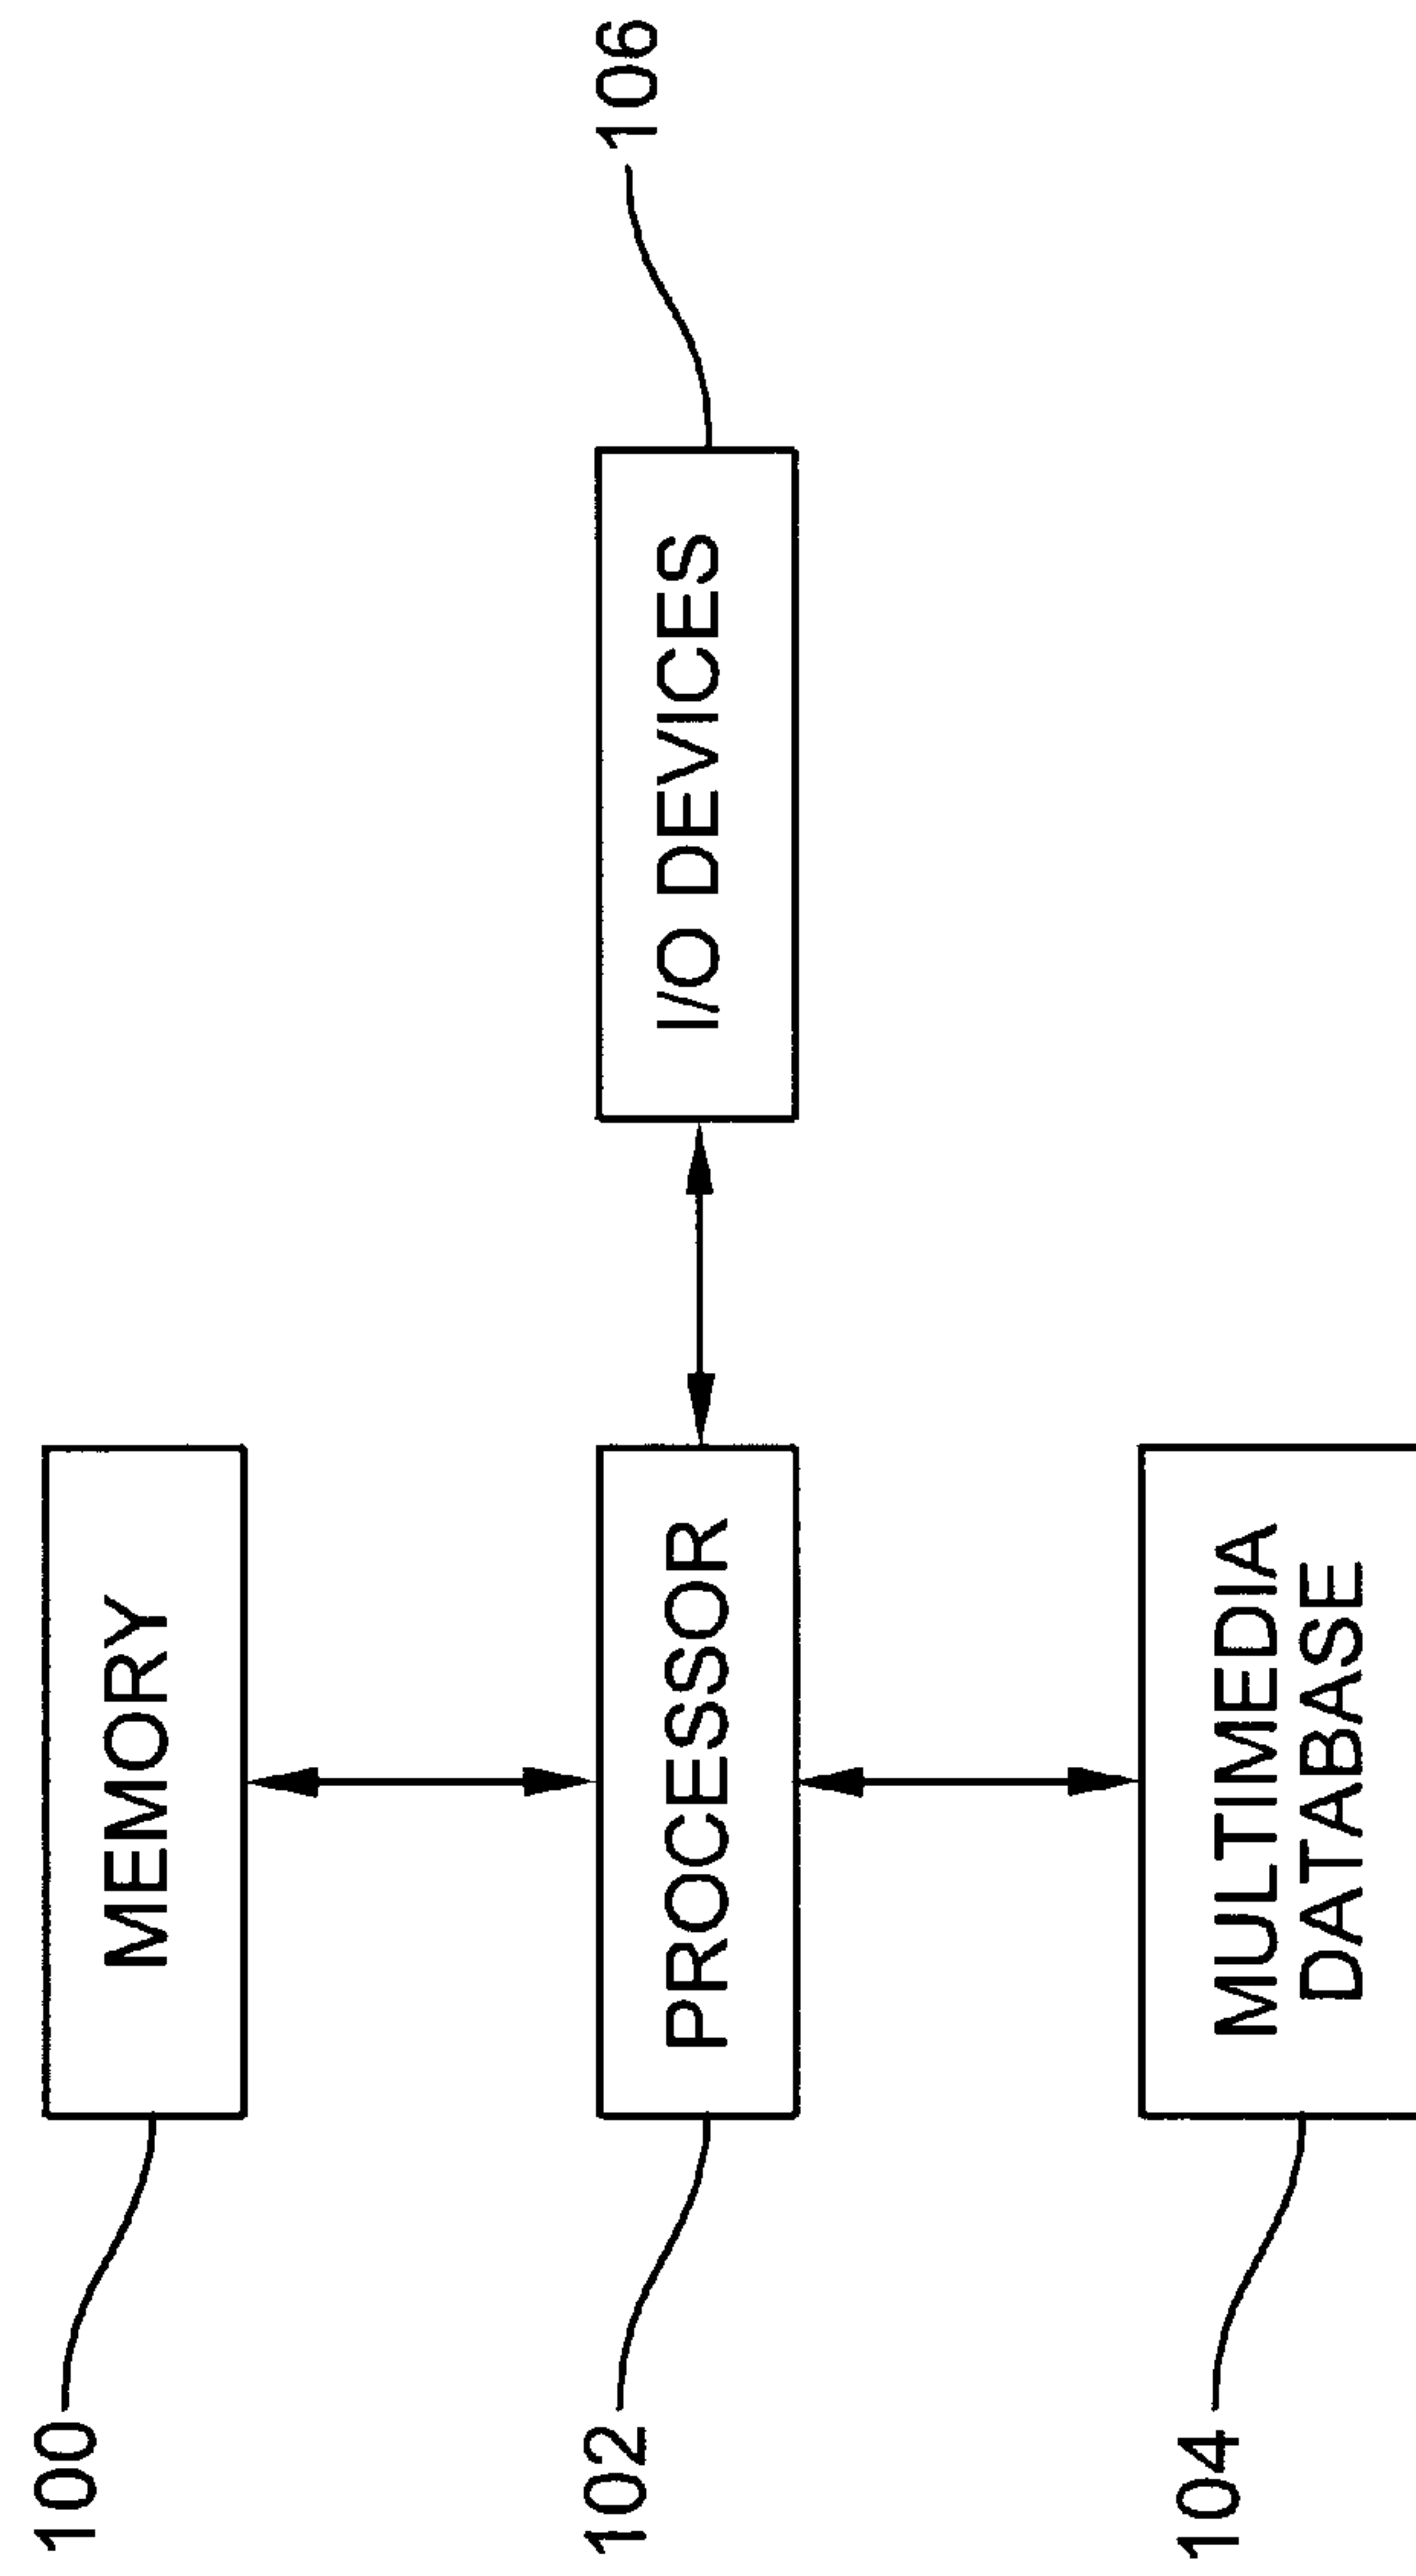 100
MEMORY
102
PROCESSOR
I/O DEVICES
106
104
MULTIMEDIA
DATABASE